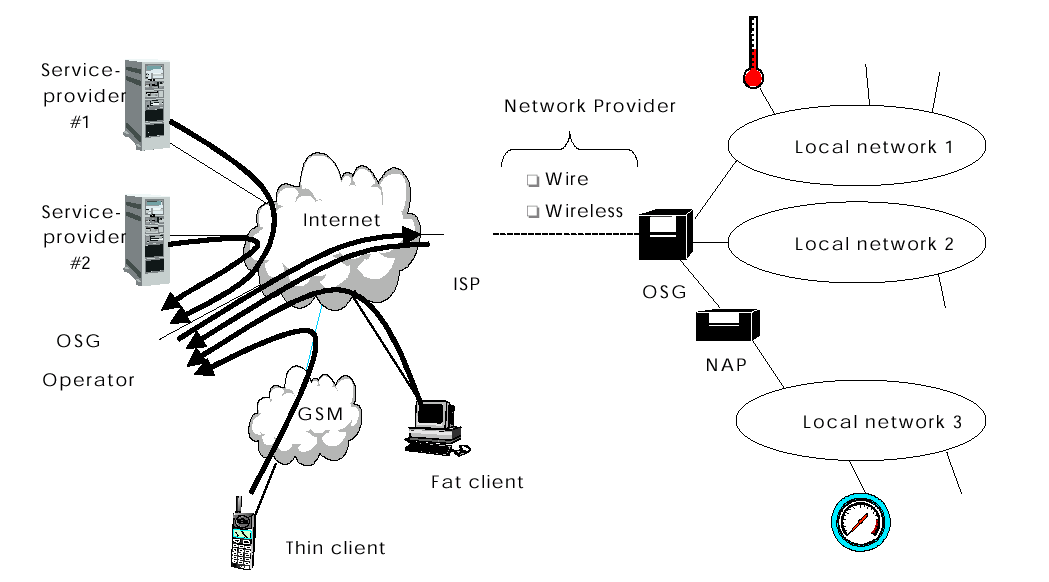 Service-
provider
#1
Service-
provider
#2
OSG
Operator
Internet
ISP
GSM
Fat client
Thin client
Network Provider
Wire
Wireless
OSG
NAP
Local network 1
Local network 2
Local network 3